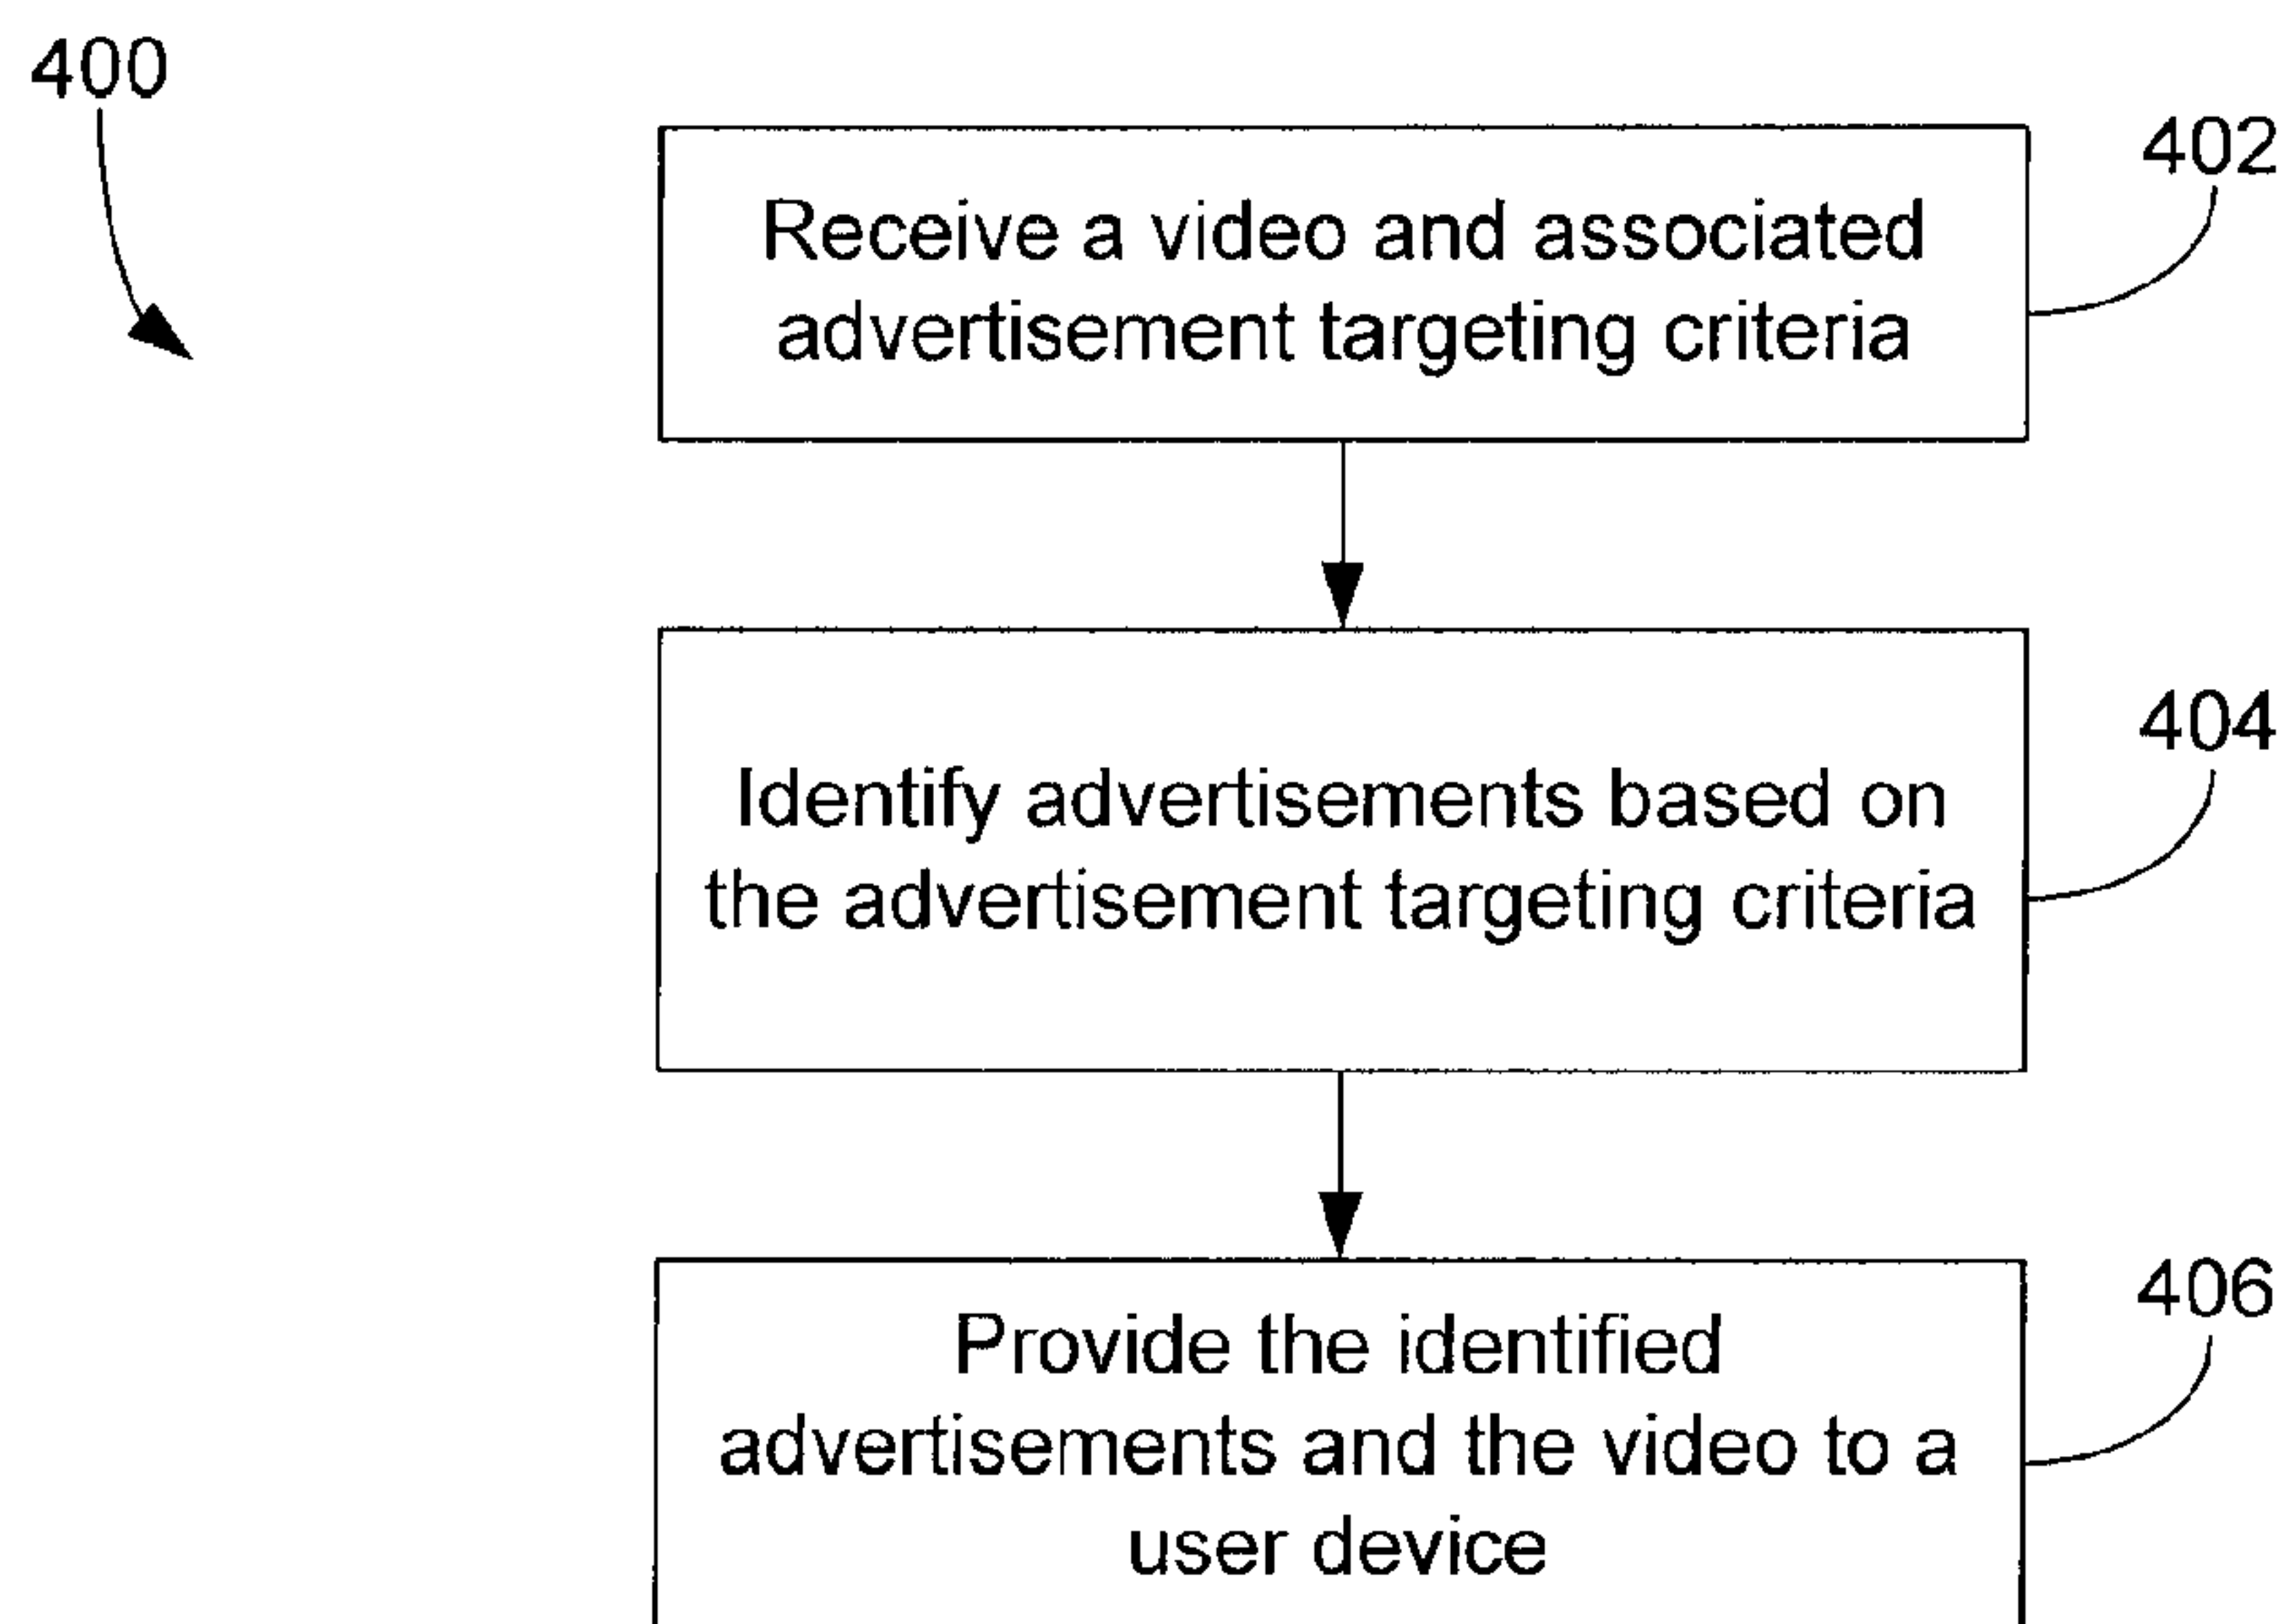 400
402
Receive a video and associated
advertisement targeting criteria
404
Identify advertisements based on
the advertisement targeting criteria
406
Provide the identified
advertisements and the video to a
user device